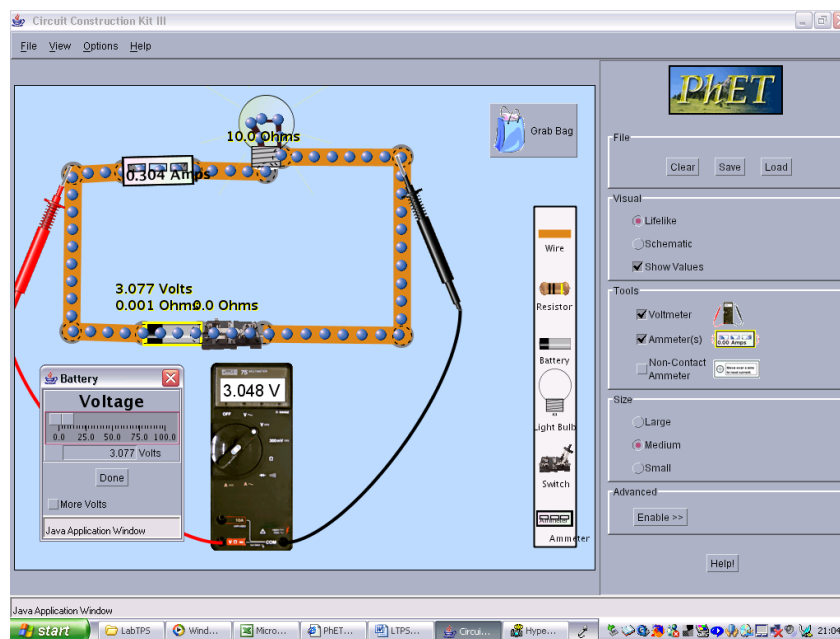 Circuit Construction Kit III
File View Options Help
PhET
Grab Bag
10.0 Ohms
0.304 Amps
3.077 Volts
0.001 Ohms
0.0 Ohms
Wire
Resistor
Battery
Light Bulb
Switch
Ammeter
Ammeter
Battery
Voltage
0.0 25.0 50.0 75.0 100.0
3.077 Volts
Done
More Volts
Java Application Window
3.048 V
OFF
COM
File
Clear Save Load
Visual
Lifelike
Schematic
Show Values
Tools
Voltmeter
Ammeter(s)
0.00 Amps
Non-Contact
Ammeter
Size
Large
Medium
Small
Advanced
Enable >>
Help!
Java Application Window
start LabTPS Wind... Micro... PhET... LTPS... Circui... Hype...